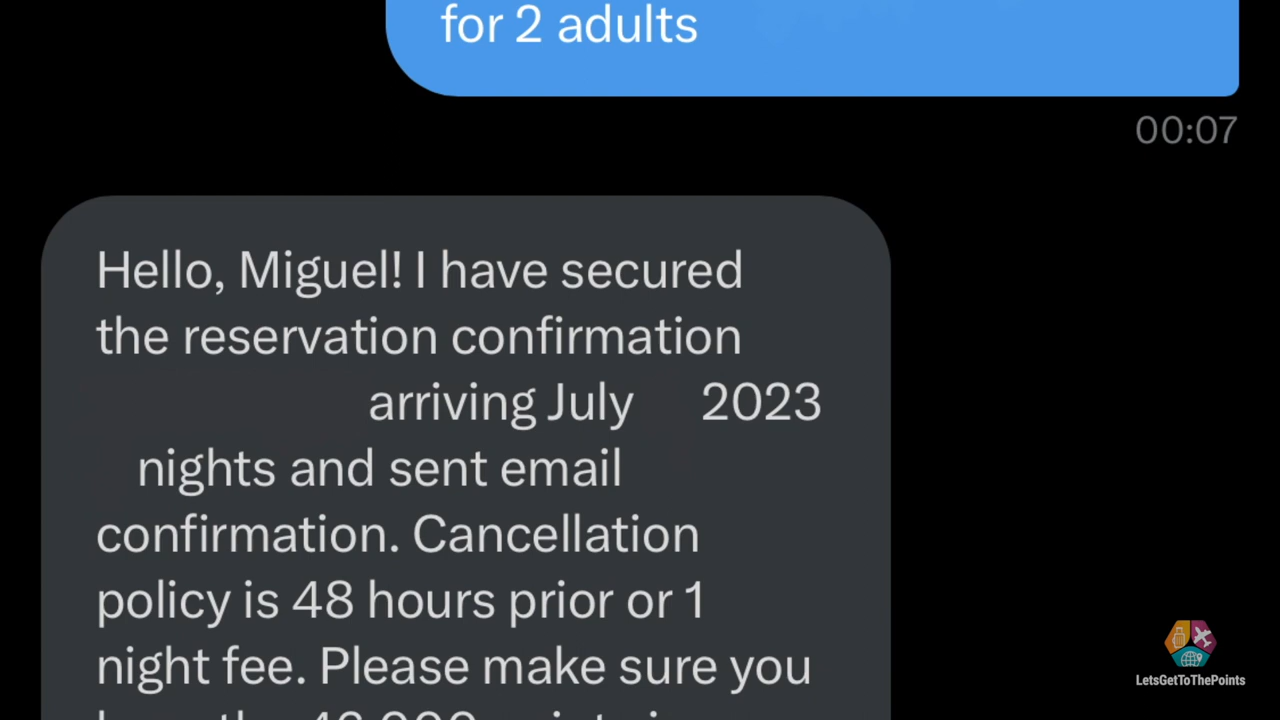 for 2 adults
00:07
Hello, Miguel! I have secured
the reservation confirmation
arriving July 2023
nights and sent email
confirmation. Cancellation
policy is 48 hours prior or 1
night fee. Please make sure you
LetsGetToThePoints